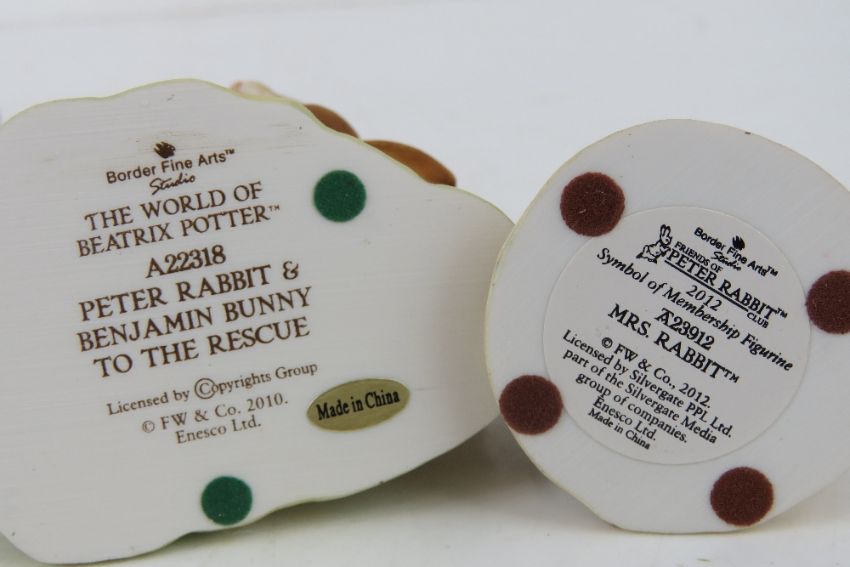 Border Fine Arts™
Studio
THE WORLD OF
BEATRIX POTTER™
A22318
PETER RABBIT &
BENJAMIN BUNNY
TO THE RESCUE
Licensed by Copyrights Group
© FW & Co. 2010.
Enesco Ltd.
Made in China
Border Fine Arts™
Studio
FRIENDS OF
PETER RABBIT™
CLUB
2012
Symbol of Membership Figurine
A23912
MRS. RABBIT™
© FW & Co., 2012.
Licensed by Silvergate PPL Ltd.
part of the Silvergate Media
group of companies.
Enesco Ltd.
Made in China